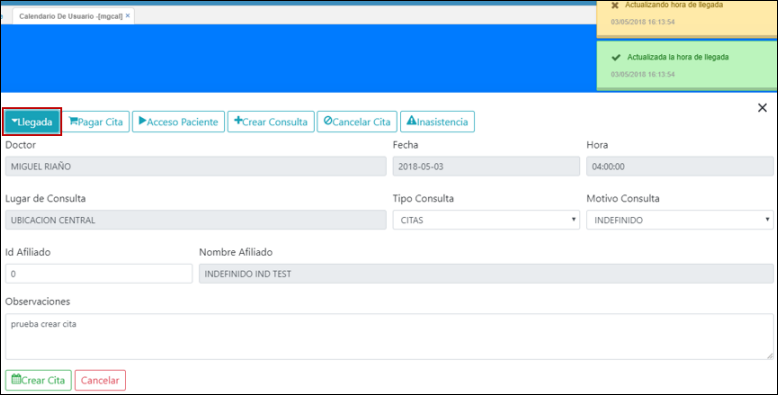 Calendario De Usuario -[mgcal] ×
Actualizando hora de llegada
03/05/2018 16:13:54
Actualizada la hora de llegada
03/05/2018 16:13:54
Llegada Pagar Cita Acceso Paciente Crear Consulta Cancelar Cita Inasistencia
Doctor Fecha Hora
MIGUEL RIAÑO 2018-05-03 04:00:00
Lugar de Consulta Tipo Consulta Motivo Consulta
UBICACION CENTRAL CITAS INDEFINIDO
Id Afiliado Nombre Afiliado
0 INDEFINIDO IND TEST
Observaciones
prueba crear cita
Crear Cita Cancelar